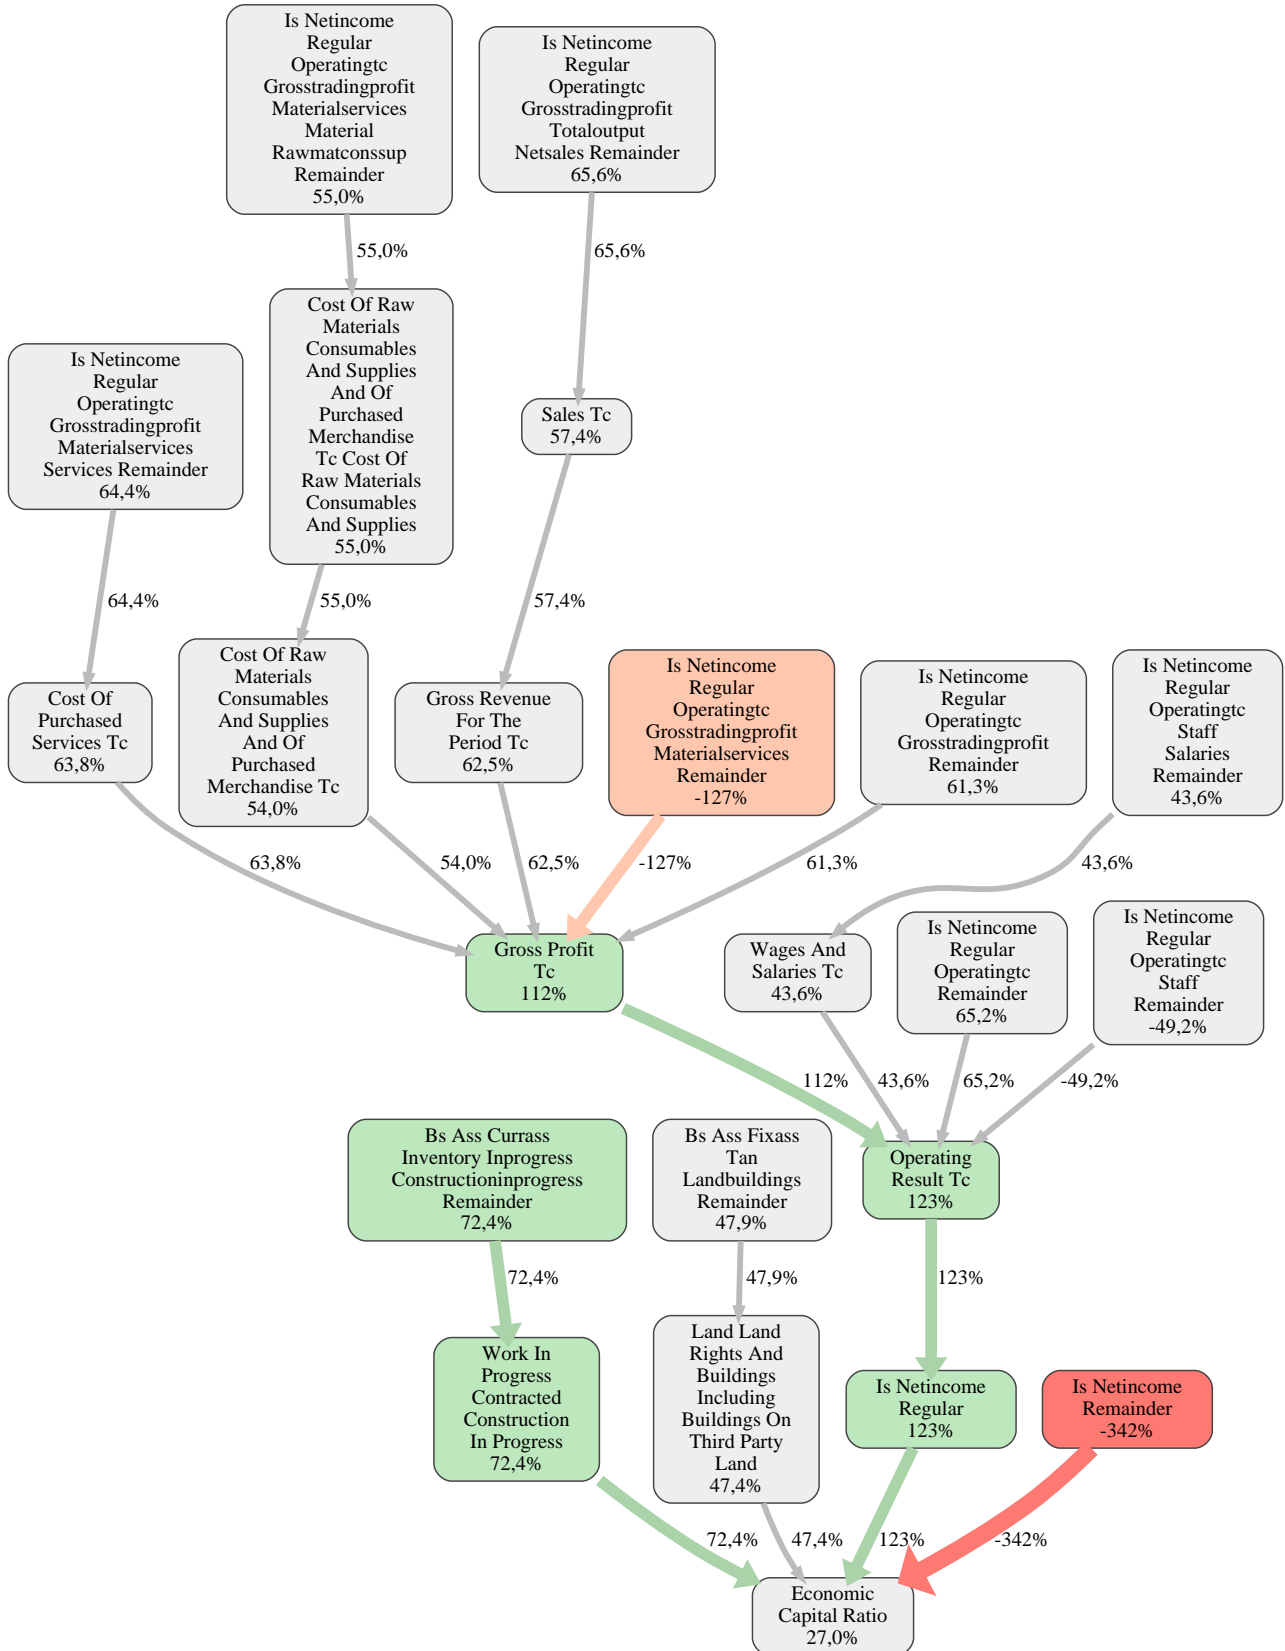 Is Netincome
Regular
Operatingtc
Grosstradingprofit
Materialservices
Material
Rawmatconssup
Remainder
55,0%
Is Netincome
Regular
Operatingtc
Grosstradingprofit
Totaloutput
Netsales Remainder
65,6%
55,0%
65,6%
Is Netincome
Regular
Operatingtc
Grosstradingprofit
Materialservices
Services Remainder
64,4%
Cost Of Raw
Materials
Consumables
And Supplies
And Of
Purchased
Merchandise
Tc Cost Of
Raw Materials
Consumables
And Supplies
55,0%
Sales Tc
57,4%
64,4%
55,0%
57,4%
Cost Of
Purchased
Services Tc
63,8%
Cost Of Raw
Materials
Consumables
And Supplies
And Of
Purchased
Merchandise Tc
54,0%
Gross Revenue
For The
Period Tc
62,5%
Is Netincome
Regular
Operatingtc
Grosstradingprofit
Materialservices
Remainder
-127%
Is Netincome
Regular
Operatingtc
Grosstradingprofit
Remainder
61,3%
Is Netincome
Regular
Operatingtc
Staff
Salaries
Remainder
43,6%
63,8%
54,0%
62,5%
-127%
61,3%
43,6%
Gross Profit
Tc
112%
Wages And
Salaries Tc
43,6%
Is Netincome
Regular
Operatingtc
Remainder
65,2%
Is Netincome
Regular
Operatingtc
Staff
Remainder
-49,2%
112%
43,6%
65,2%
-49,2%
Bs Ass Currass
Inventory Inprogress
Constructioninprogress
Remainder
72,4%
Bs Ass Fixass
Tan
Landbuildings
Remainder
47,9%
Operating
Result Tc
123%
72,4%
47,9%
123%
Work In
Progress
Contracted
Construction
In Progress
72,4%
Land Land
Rights And
Buildings
Including
Buildings On
Third Party
Land
47,4%
Is Netincome
Regular
123%
Is Netincome
Remainder
-342%
72,4%
47,4%
123%
-342%
Economic
Capital Ratio
27,0%